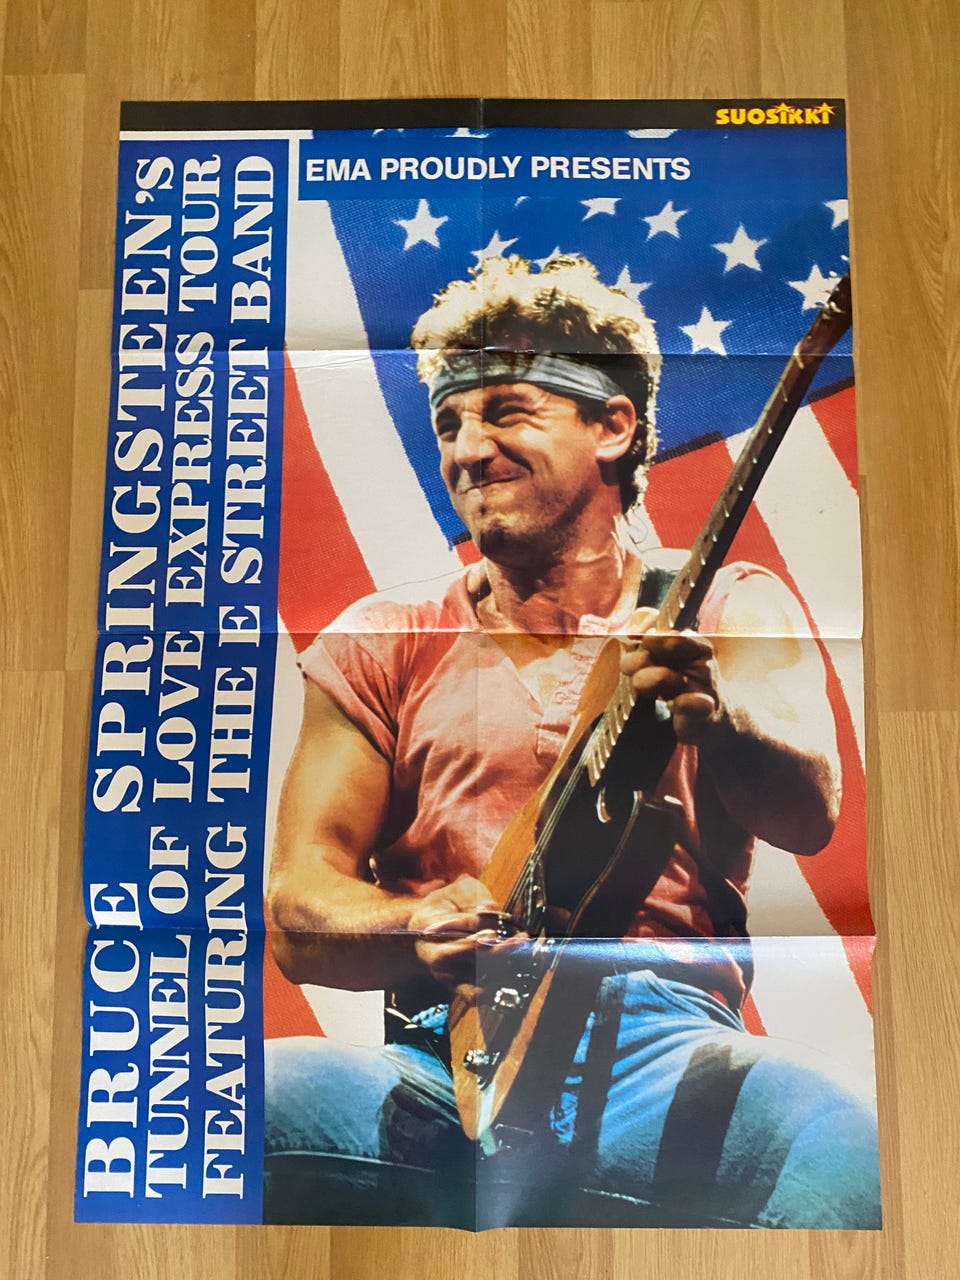 SUOSIKKI
EMA PROUDLY PRESENTS
BRUCE SPRINGSTEEN'S
TUNNEL OF LOVE EXPRESS TOUR
FEATURING THE E STREET BAND